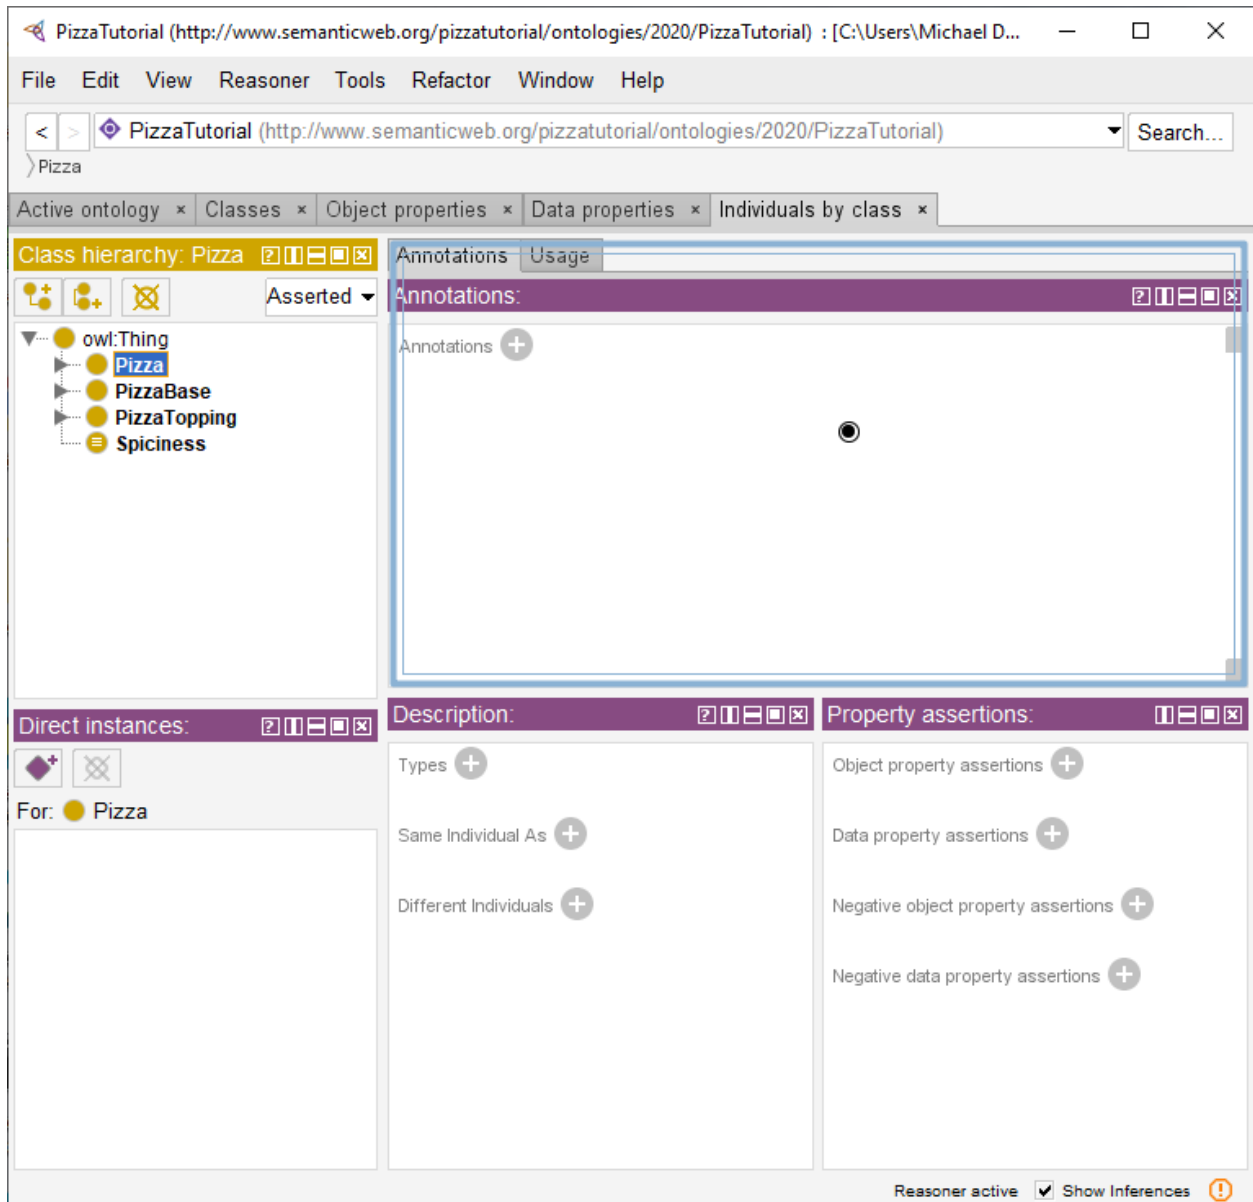 PizzaTutorial (http://www.semanticweb.org/pizzatutorial/ontologies/2020/PizzaTutorial) : [C:\Users\Michael D...
File Edit View Reasoner Tools Refactor Window Help
< > PizzaTutorial (http://www.semanticweb.org/pizzatutorial/ontologies/2020/PizzaTutorial) Search...
Pizza
Active ontology × Classes × Object properties × Data properties × Individuals by class ×
Class hierarchy: Pizza
Asserted
owl:Thing
Pizza
PizzaBase
PizzaTopping
Spiciness
Annotations Usage
Annotations:
Annotations
Direct instances:
For: Pizza
Description:
Types
Same Individual As
Different Individuals
Property assertions:
Object property assertions
Data property assertions
Negative object property assertions
Negative data property assertions
Reasoner active Show Inferences